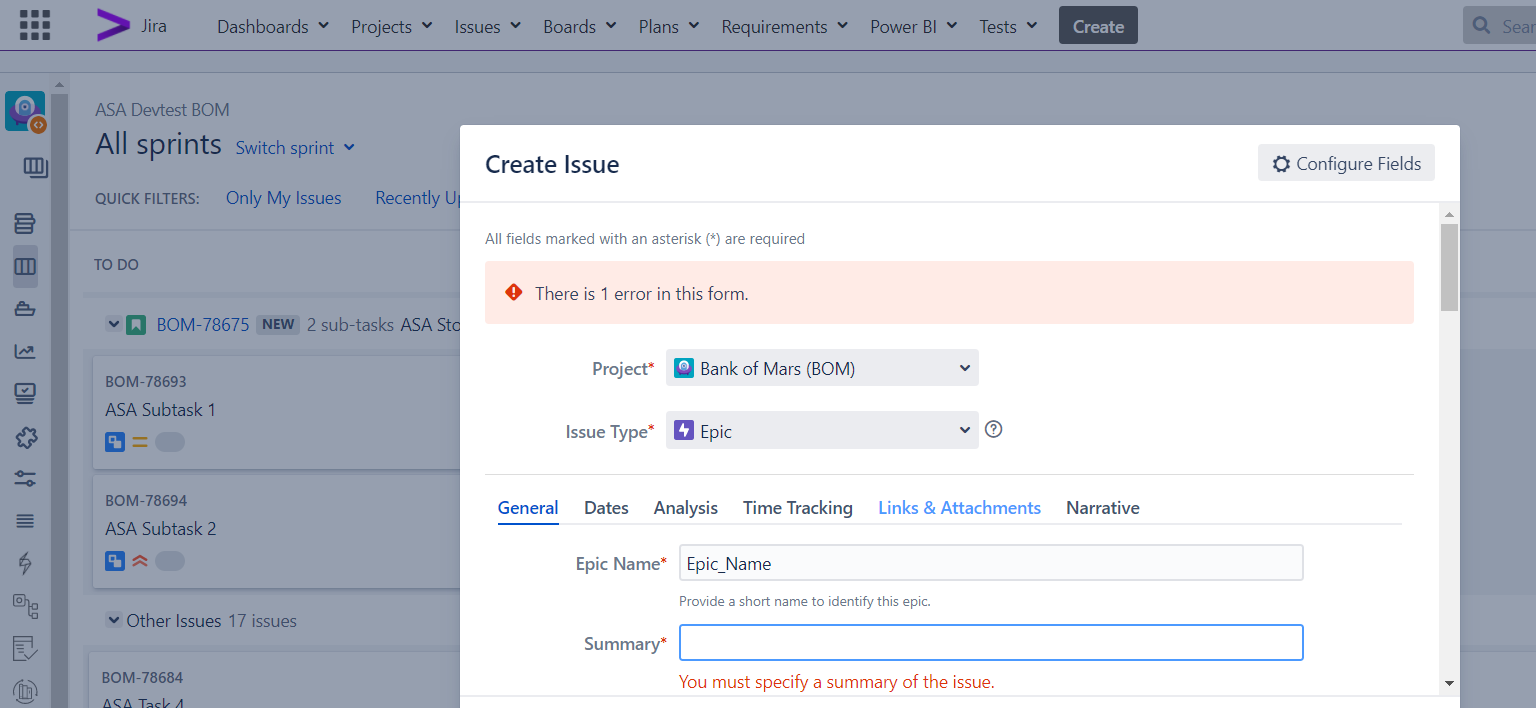 Jira Dashboards Projects Issues Boards Plans Requirements Power BI Tests Create
ASA Devtest BOM
All sprints Switch sprint
QUICK FILTERS: Only My Issues Recently
TO DO
BOM-78675 NEW 2 sub-tasks ASA
BOM-78693
ASA Subtask 1
BOM-78694
ASA Subtask 2
Other Issues 17 issues
BOM-78684
ASA Task 4
Create Issue Configure Fields
All fields marked with an asterisk (*) are required
There is 1 error in this form.
Project* Bank of Mars (BOM)
Issue Type* Epic
General Dates Analysis Time Tracking Links & Attachments Narrative
Epic Name* Epic_Name
Provide a short name to identify this epic.
Summary*
You must specify a summary of the issue.